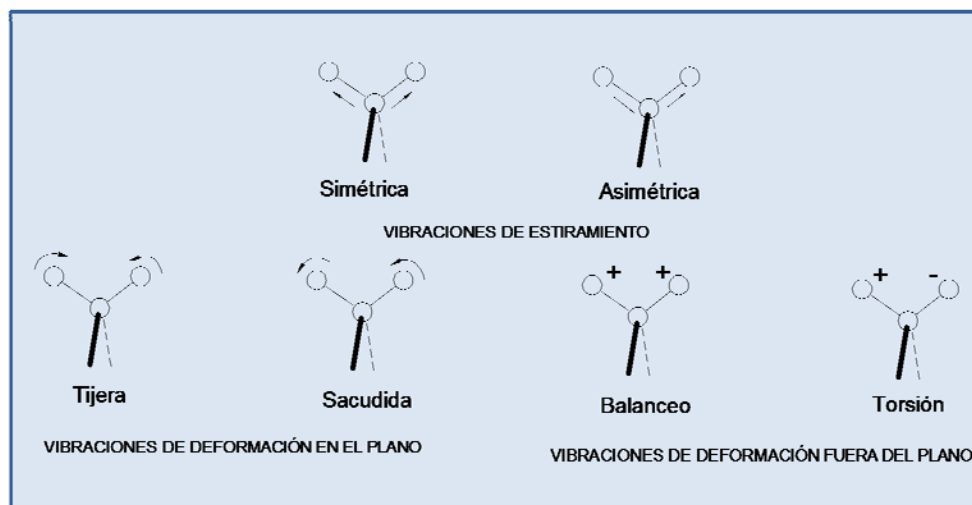 Simétrica
Asimétrica
VIBRACIONES DE ESTIRAMIENTO
+ + + -
Tijera
Sacudida
Balanceo
Torsión
VIBRACIONES DE DEFORMACIÓN EN EL PLANO
VIBRACIONES DE DEFORMACIÓN FUERA DEL PLANO